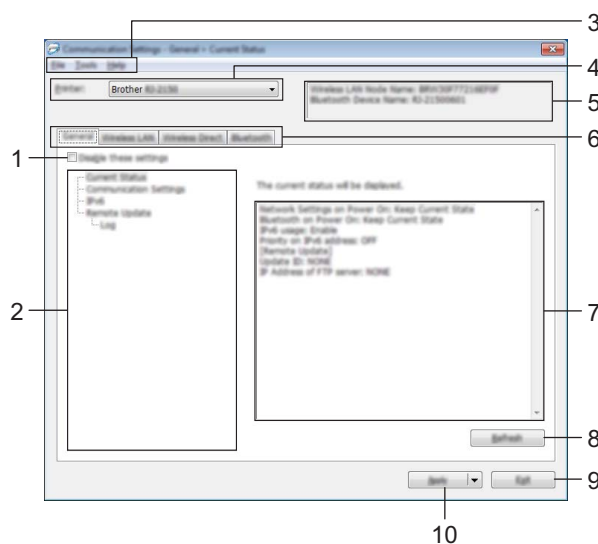 3
Communication Settings - General > Current Status
File Tools Help
4
Printer: Brother RJ-2150
Wireless LAN Node Name:
Bluetooth Device Name:
5
General Wireless LAN Wireless Direct Bluetooth
6
1
Disable these settings
Current Status
Communication Settings
IPv6
Remote Update
Log
The current status will be displayed.
Network Settings on Power On: Keep Current State
Bluetooth on Power On: Keep Current State
IPv6 usage: Enable
Priority on IPv6 address: OFF
[Remote Update]
Update ID: NONE
IP Address of FTP server: NONE
2
7
Refresh
8
Apply Exit
9
10